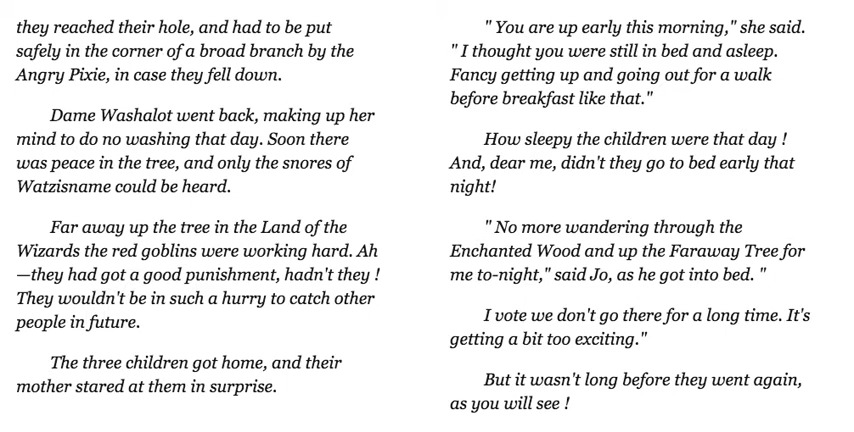 they reached their hole, and had to be put
safely in the corner of a broad branch by the
Angry Pixie, in case they fell down.
Dame Washalot went back, making up her
mind to do no washing that day. Soon there
was peace in the tree, and only the snores of
Watzisname could be heard.
Far away up the tree in the Land of the
Wizards the red goblins were working hard. Ah
—they had got a good punishment, hadn't they !
They wouldn't be in such a hurry to catch other
people in future.
The three children got home, and their
mother stared at them in surprise.
" You are up early this morning," she said.
" I thought you were still in bed and asleep.
Fancy getting up and going out for a walk
before breakfast like that."
How sleepy the children were that day !
And, dear me, didn't they go to bed early that
night!
" No more wandering through the
Enchanted Wood and up the Faraway Tree for
me to-night," said Jo, as he got into bed. "
I vote we don't go there for a long time. It's
getting a bit too exciting."
But it wasn't long before they went again,
as you will see !